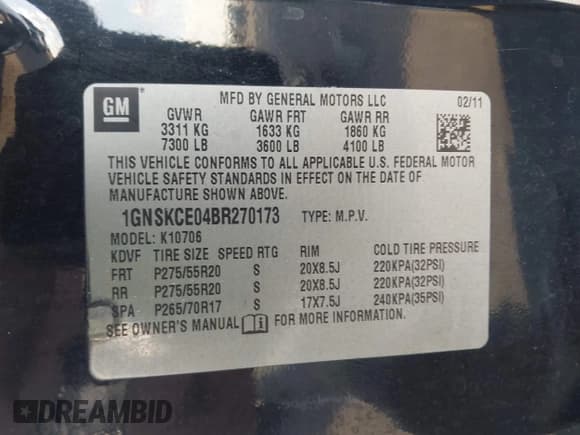 GM
MFD BY GENERAL MOTORS LLC 02/11
GVWR GAWR FRT GAWR RR
3311 KG 1633 KG 1860 KG
7300 LB 3600 LB 4100 LB
THIS VEHICLE CONFORMS TO ALL APPLICABLE U.S. FEDERAL MOTOR
VEHICLE SAFETY STANDARDS IN EFFECT ON THE DATE OF
MANUFACTURE SHOWN ABOVE.
1GNSKCE04BR270173 TYPE: M.P.V.
MODEL: K10706
KDVF TIRE SIZE SPEED RTG RIM COLD TIRE PRESSURE
FRT P275/55R20 S 20X8.5J 220KPA(32PSI)
RR P275/55R20 S 20X8.5J 220KPA(32PSI)
SPA P265/70R17 S 17X7.5J 240KPA(35PSI)
SEE OWNER'S MANUAL FOR MORE INFORMATION.
DREAMBID